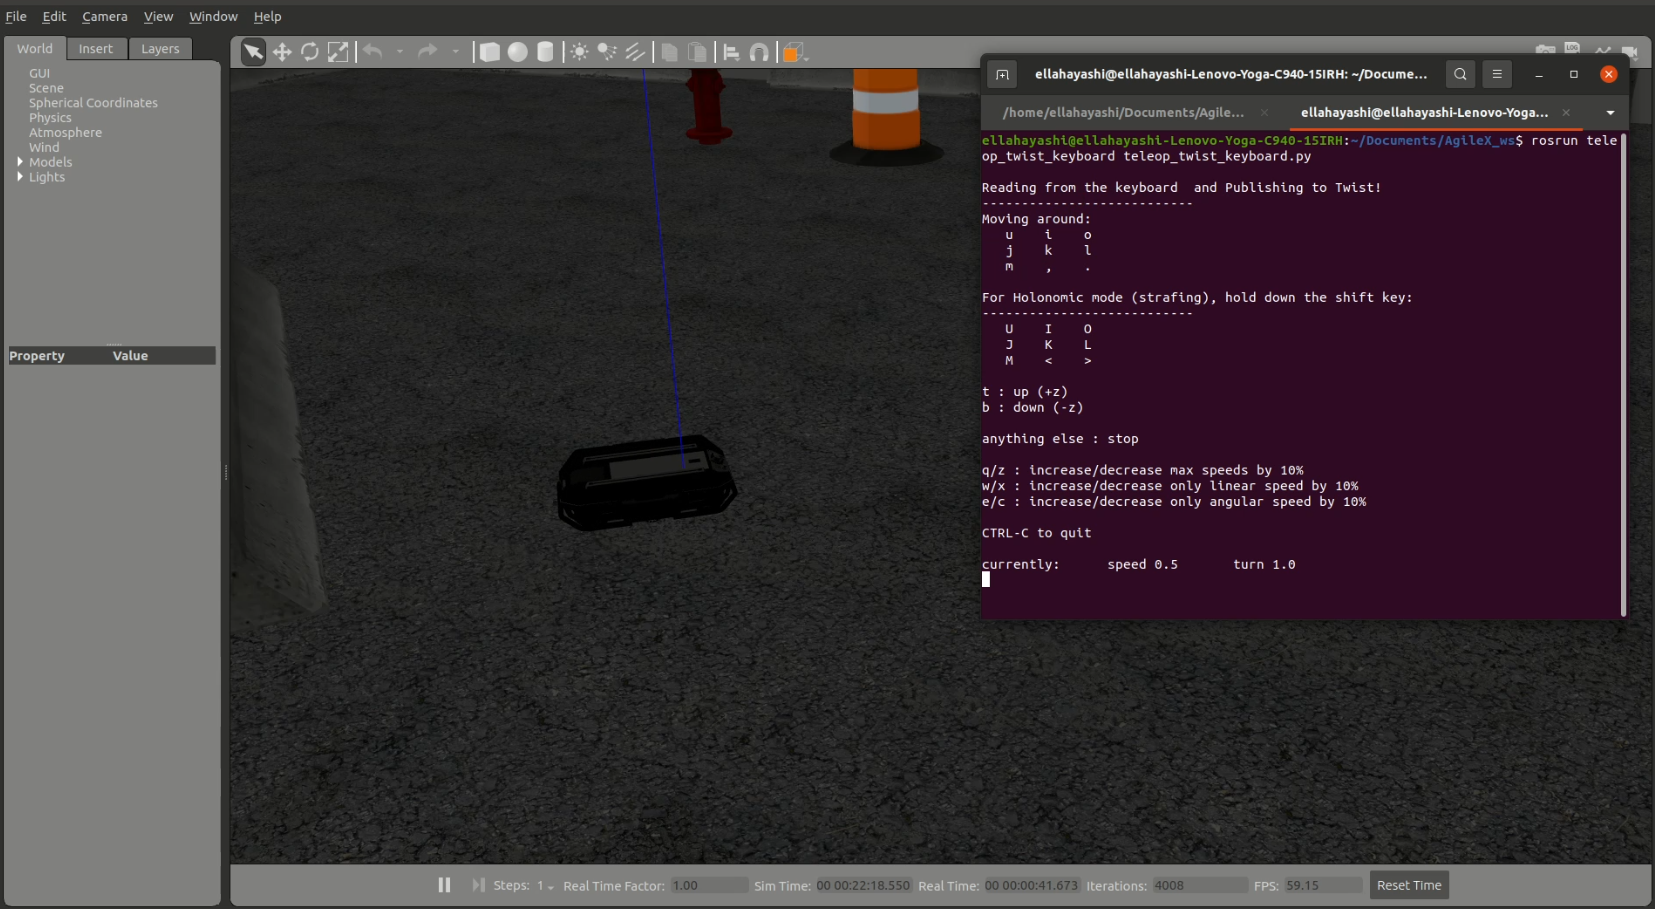 File Edit Camera View Window Help
World Insert Layers
GUI
Scene
Spherical Coordinates
Physics
Atmosphere
Wind
Models
Lights
Property Value
LOG
ellahayashi@ellahayashi-Lenovo-Yoga-C940-15IRH: ~/Docume...
/home/ellahayashi/Documents/Agile... × ellahayashi@ellahayashi-Lenovo-Yoga... ×
ellahayashi@ellahayashi-Lenovo-Yoga-C940-15IRH:~/Documents/AgileX_ws$ rosrun tele
op_twist_keyboard teleop_twist_keyboard.py
Reading from the keyboard  and Publishing to Twist!
---------------------------
Moving around:
   u    i    o
   j    k    l
   m    ,    .
For Holonomic mode (strafing), hold down the shift key:
---------------------------
   U    I    O
   J    K    L
   M    <    >
t : up (+z)
b : down (-z)
anything else : stop
q/z : increase/decrease max speeds by 10%
w/x : increase/decrease only linear speed by 10%
e/c : increase/decrease only angular speed by 10%
CTRL-C to quit
currently:      speed 0.5       turn 1.0
Steps: 1 Real Time Factor: 1.00 Sim Time: 00 00:22:18.550 Real Time: 00 00:00:41.673 Iterations: 4008 FPS: 59.15 Reset Time